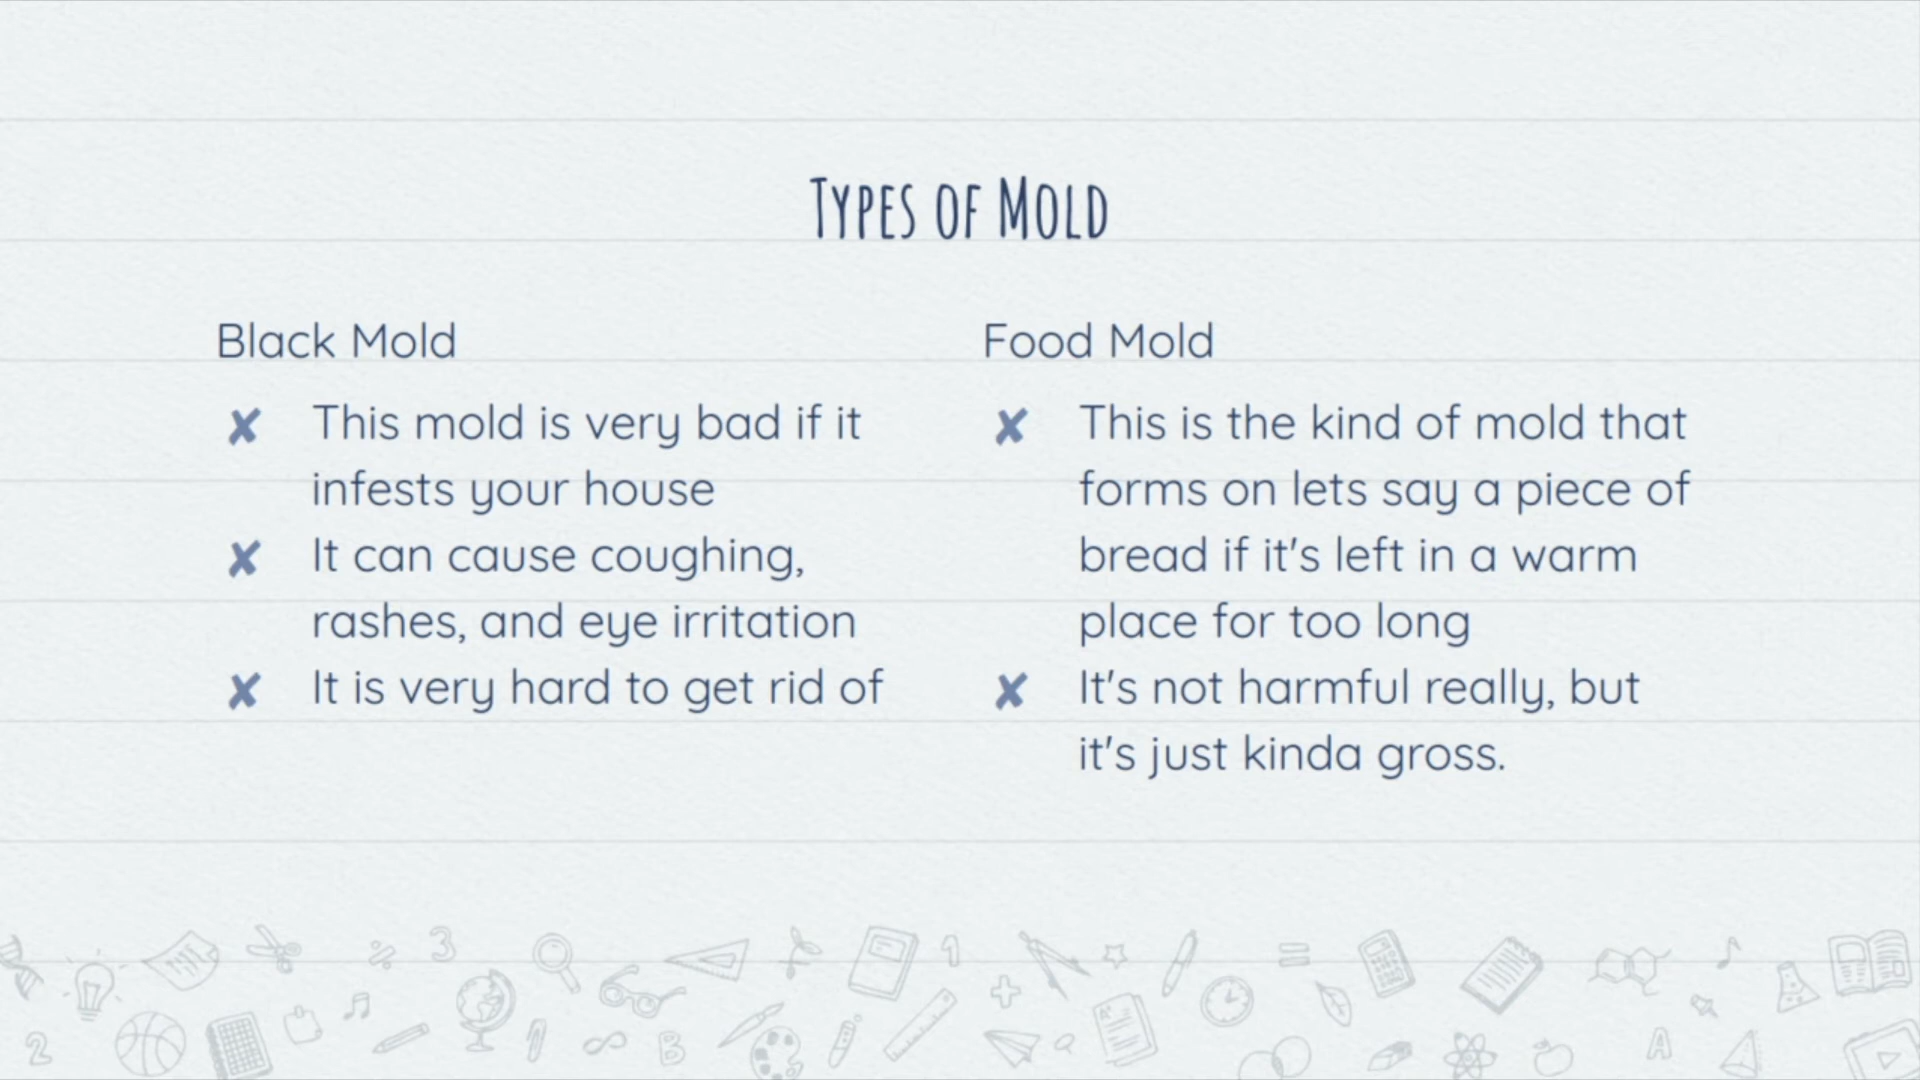 Types of Mold
Black Mold
✘ This mold is very bad if it
infests your house
✘ It can cause coughing,
rashes, and eye irritation
✘ It is very hard to get rid of
Food Mold
✘ This is the kind of mold that
forms on lets say a piece of
bread if it's left in a warm
place for too long
✘ It's not harmful really, but
it's just kinda gross.